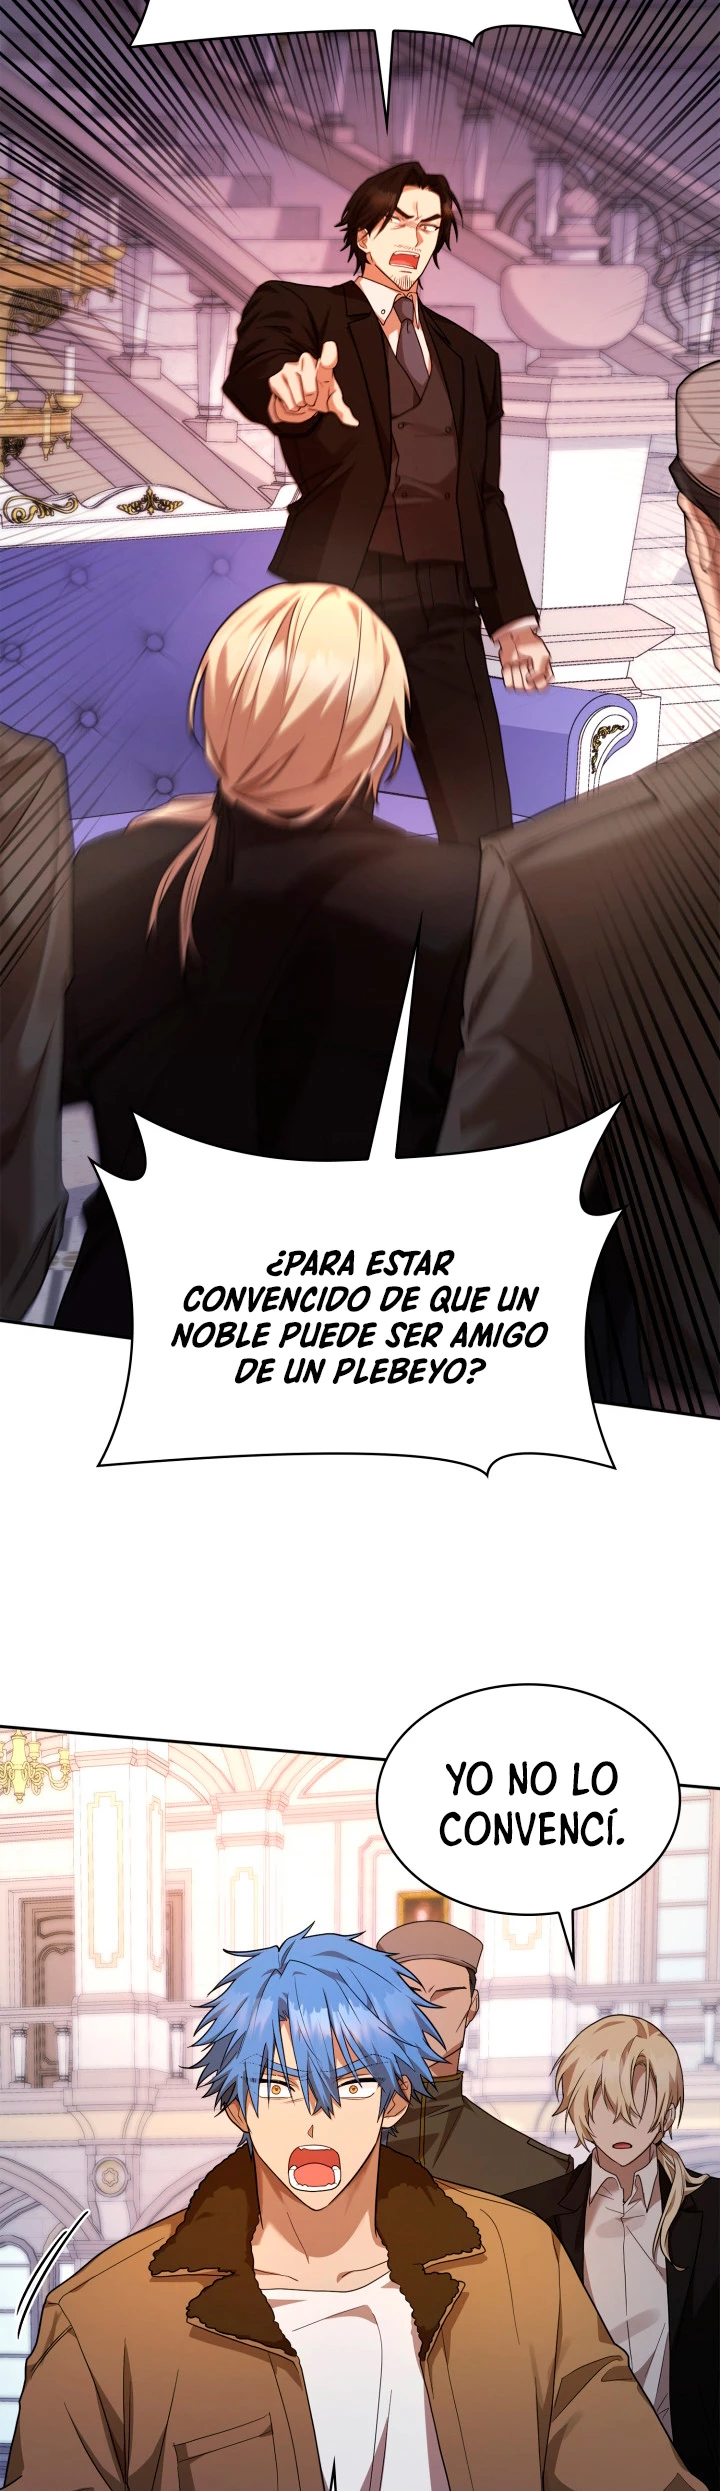 ¿PARA ESTAR
CONVENCIDO DE QUE UN
NOBLE PUEDE SER AMIGO
DE UN PLEBEYO?
YO NO LO
CONVENCÍ.